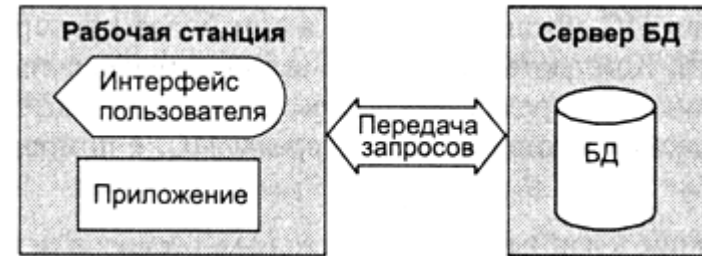 Рабочая станция
Интерфейс
пользователя
Приложение
Передача
запросов
Сервер БД
БД